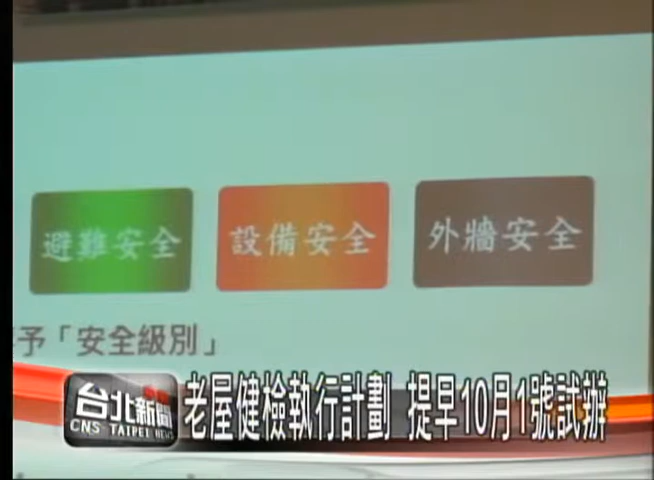 避難安全
設備安全
外牆安全
予「安全級別」
台北新聞
CNS TAIPEI NEWS
老屋健檢執行計劃 提早10月1號試辦